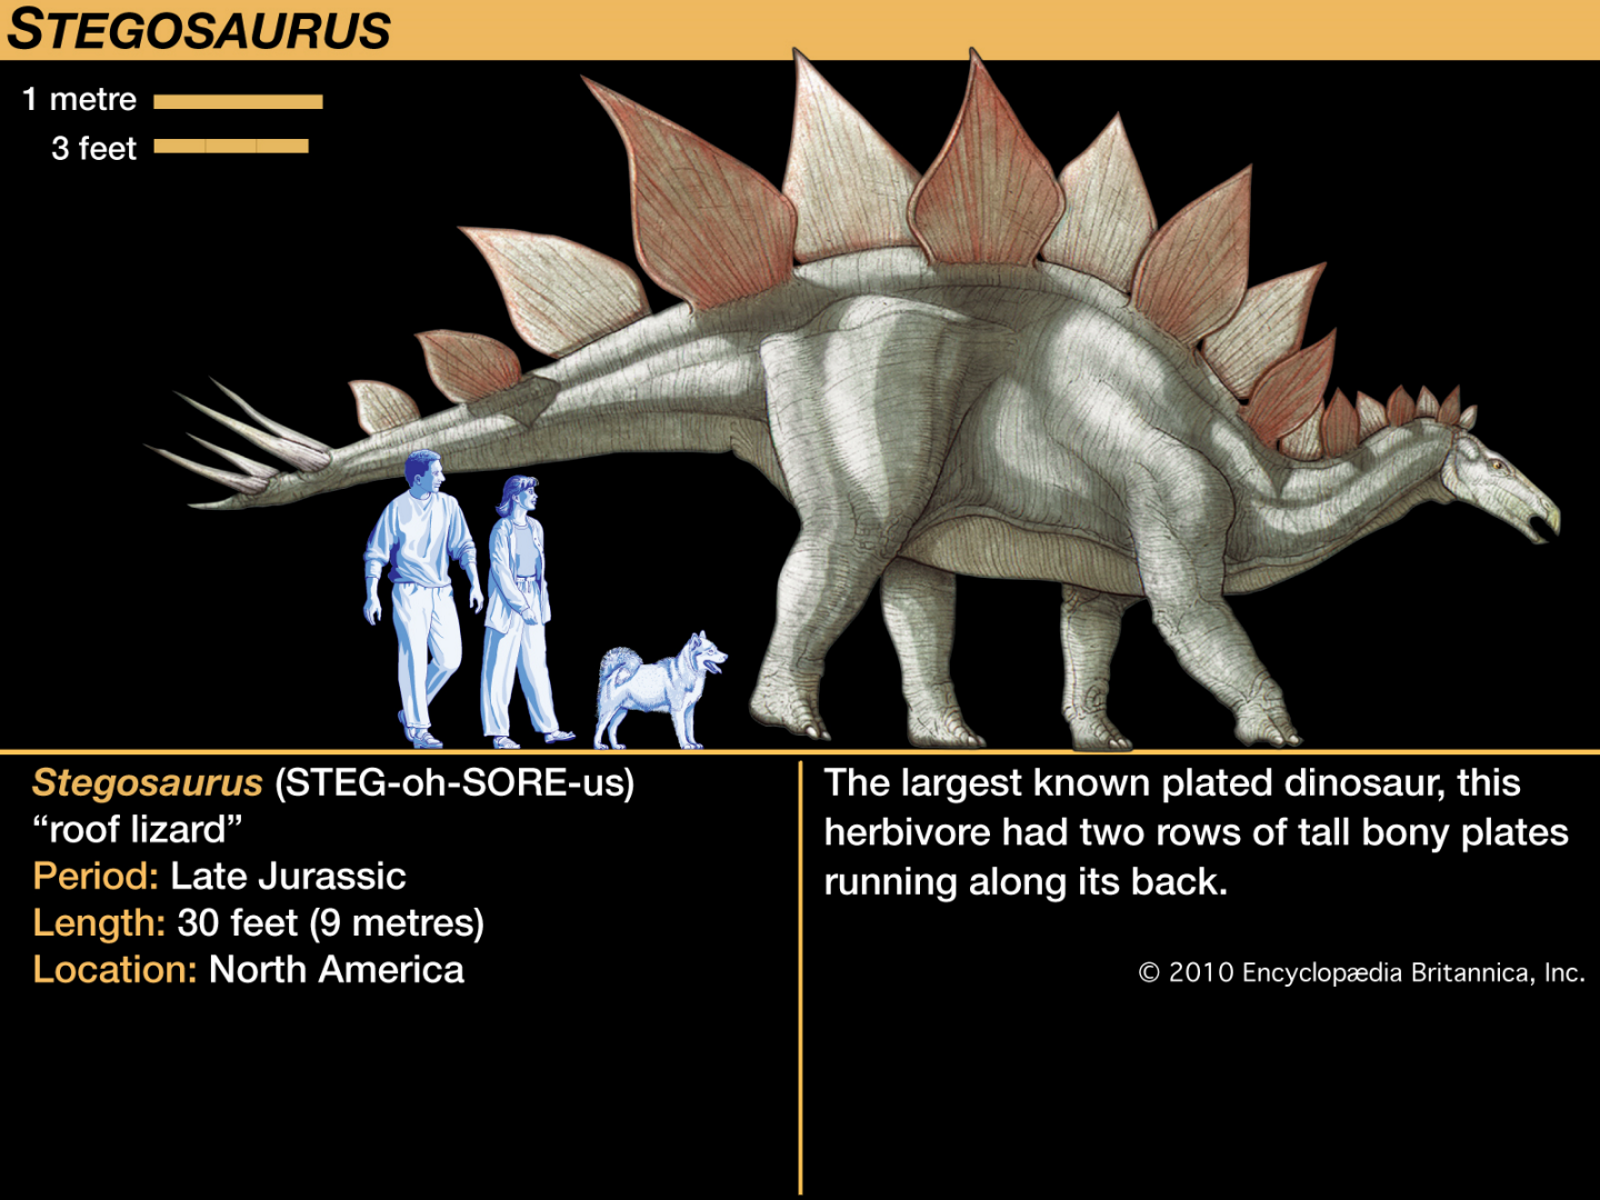 STEGOSAURUS
1 metre
3 feet
Stegosaurus (STEG-oh-SORE-us)
“roof lizard”
Period: Late Jurassic
Length: 30 feet (9 metres)
Location: North America
The largest known plated dinosaur, this
herbivore had two rows of tall bony plates
running along its back.
© 2010 Encyclopædia Britannica, Inc.